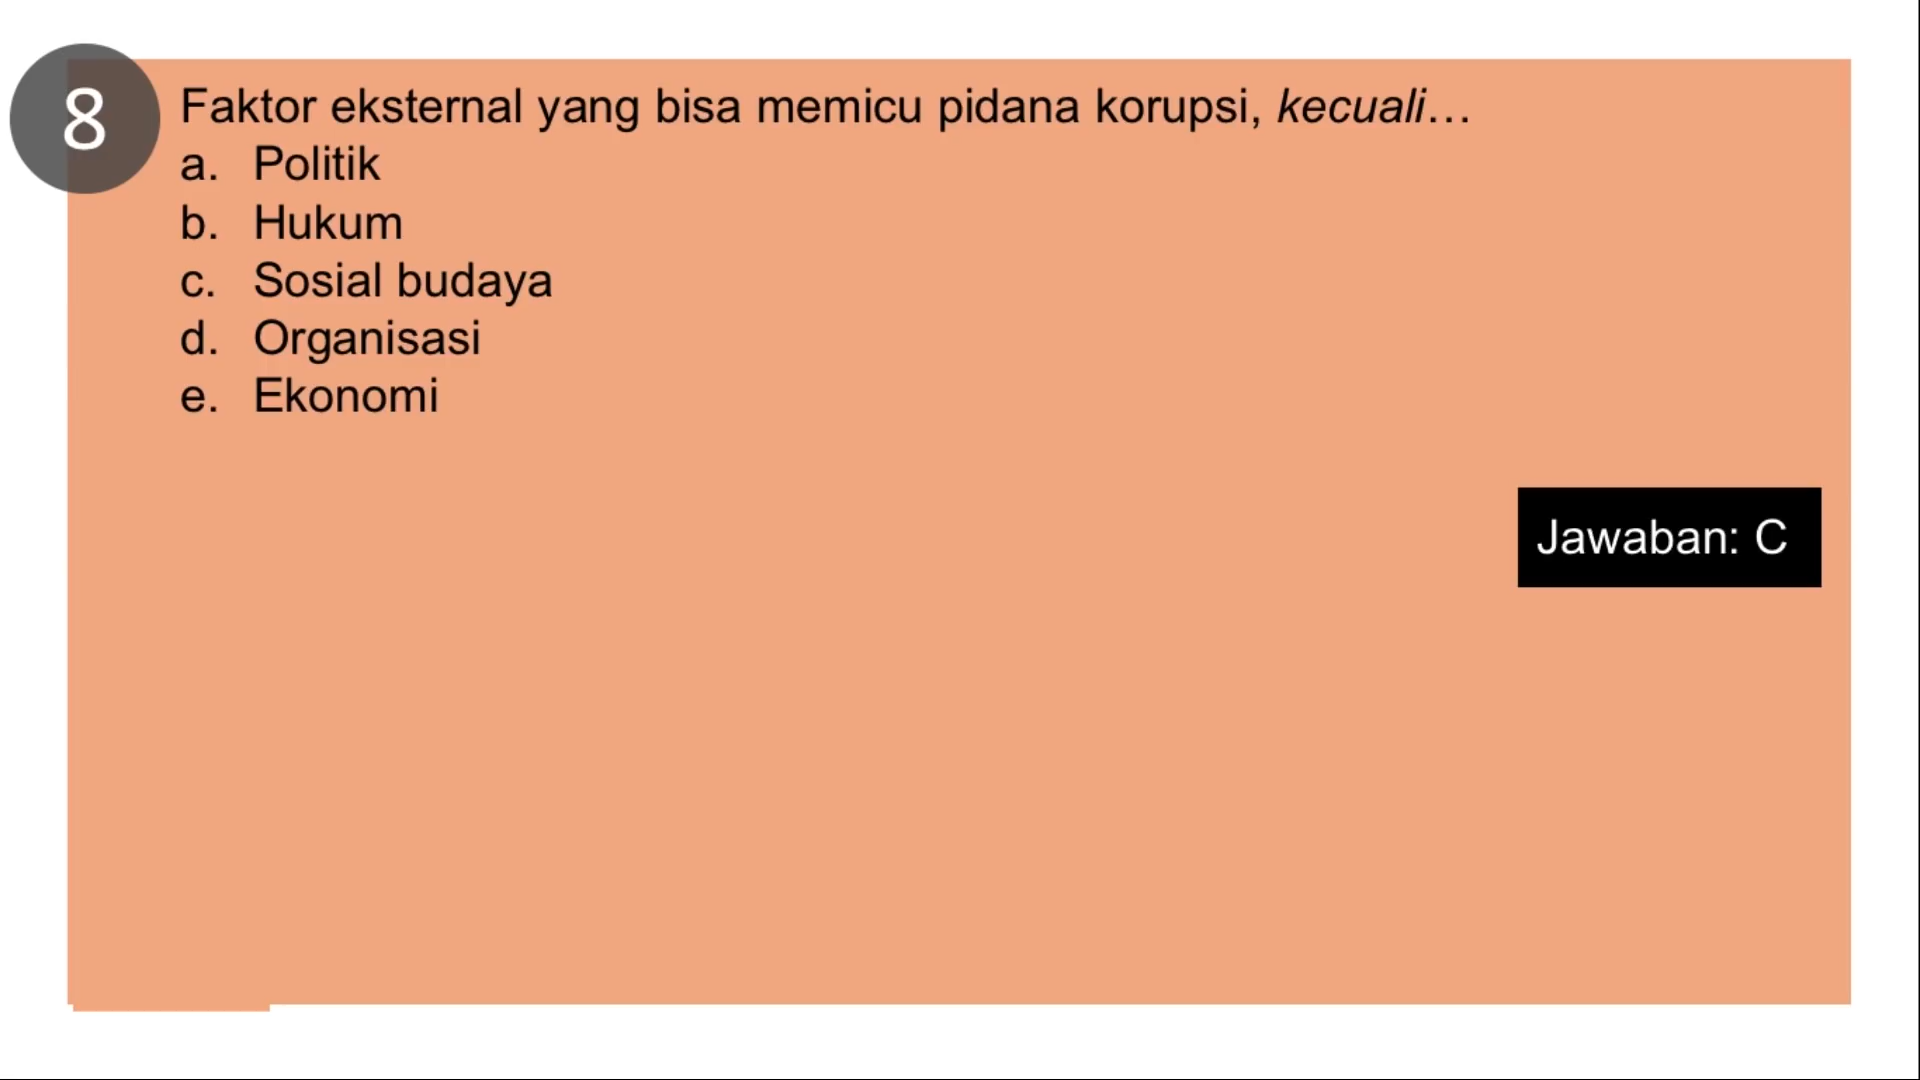 8
Faktor eksternal yang bisa memicu pidana korupsi, kecuali...
a. Politik
b. Hukum
c. Sosial budaya
d. Organisasi
e. Ekonomi
Jawaban: C